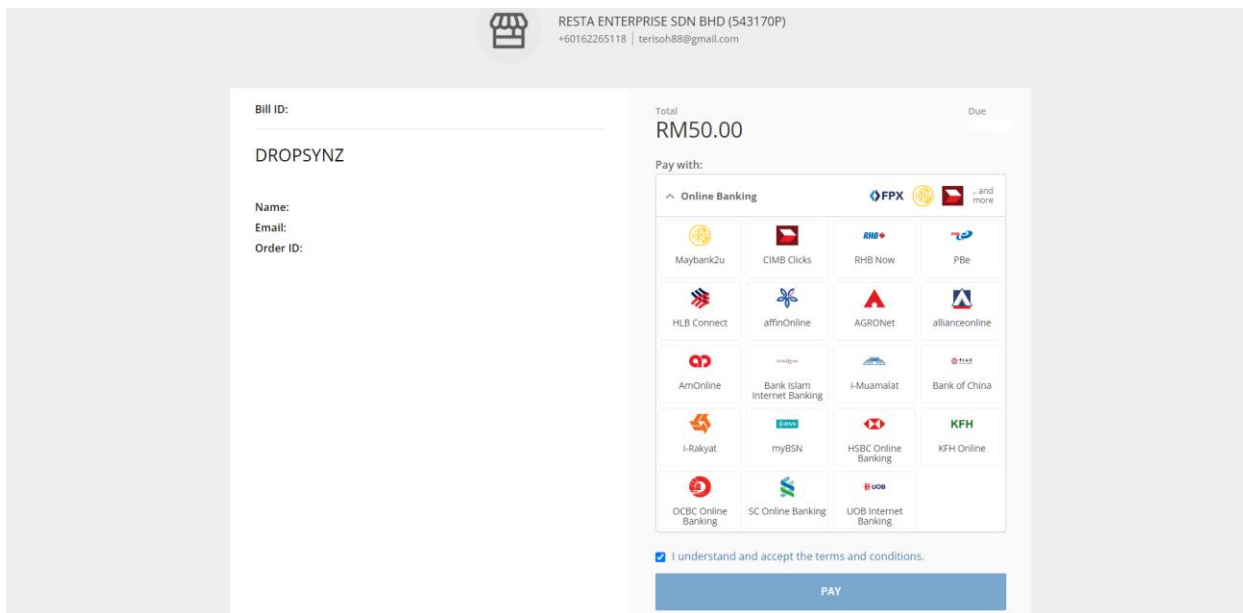 RESTA ENTERPRISE SDN BHD (543170P)
+60162265118 | terisoh88@gmail.com
Bill ID:
DROPSYNZ
Name:
Email:
Order ID:
Total
Due
RM50.00
Pay with:
Online Banking
FPX
... and
more
Maybank2u
CIMB Clicks
RHB
RHB Now
PBe
HLB Connect
affinOnline
AGRONet
allianceonline
AmOnline
Bank Islam
Internet Banking
i-Muamalat
Bank of China
i-Rakyat
BSN
myBSN
HSBC Online
Banking
KFH
KFH Online
OCBC Online
Banking
SC Online Banking
UOB
UOB Internet
Banking
I understand and accept the terms and conditions.
PAY